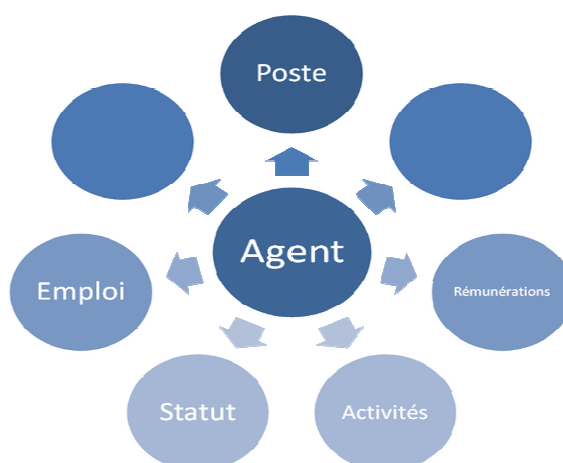 Poste
Agent
Emploi
Rémunérations
Statut
Activités